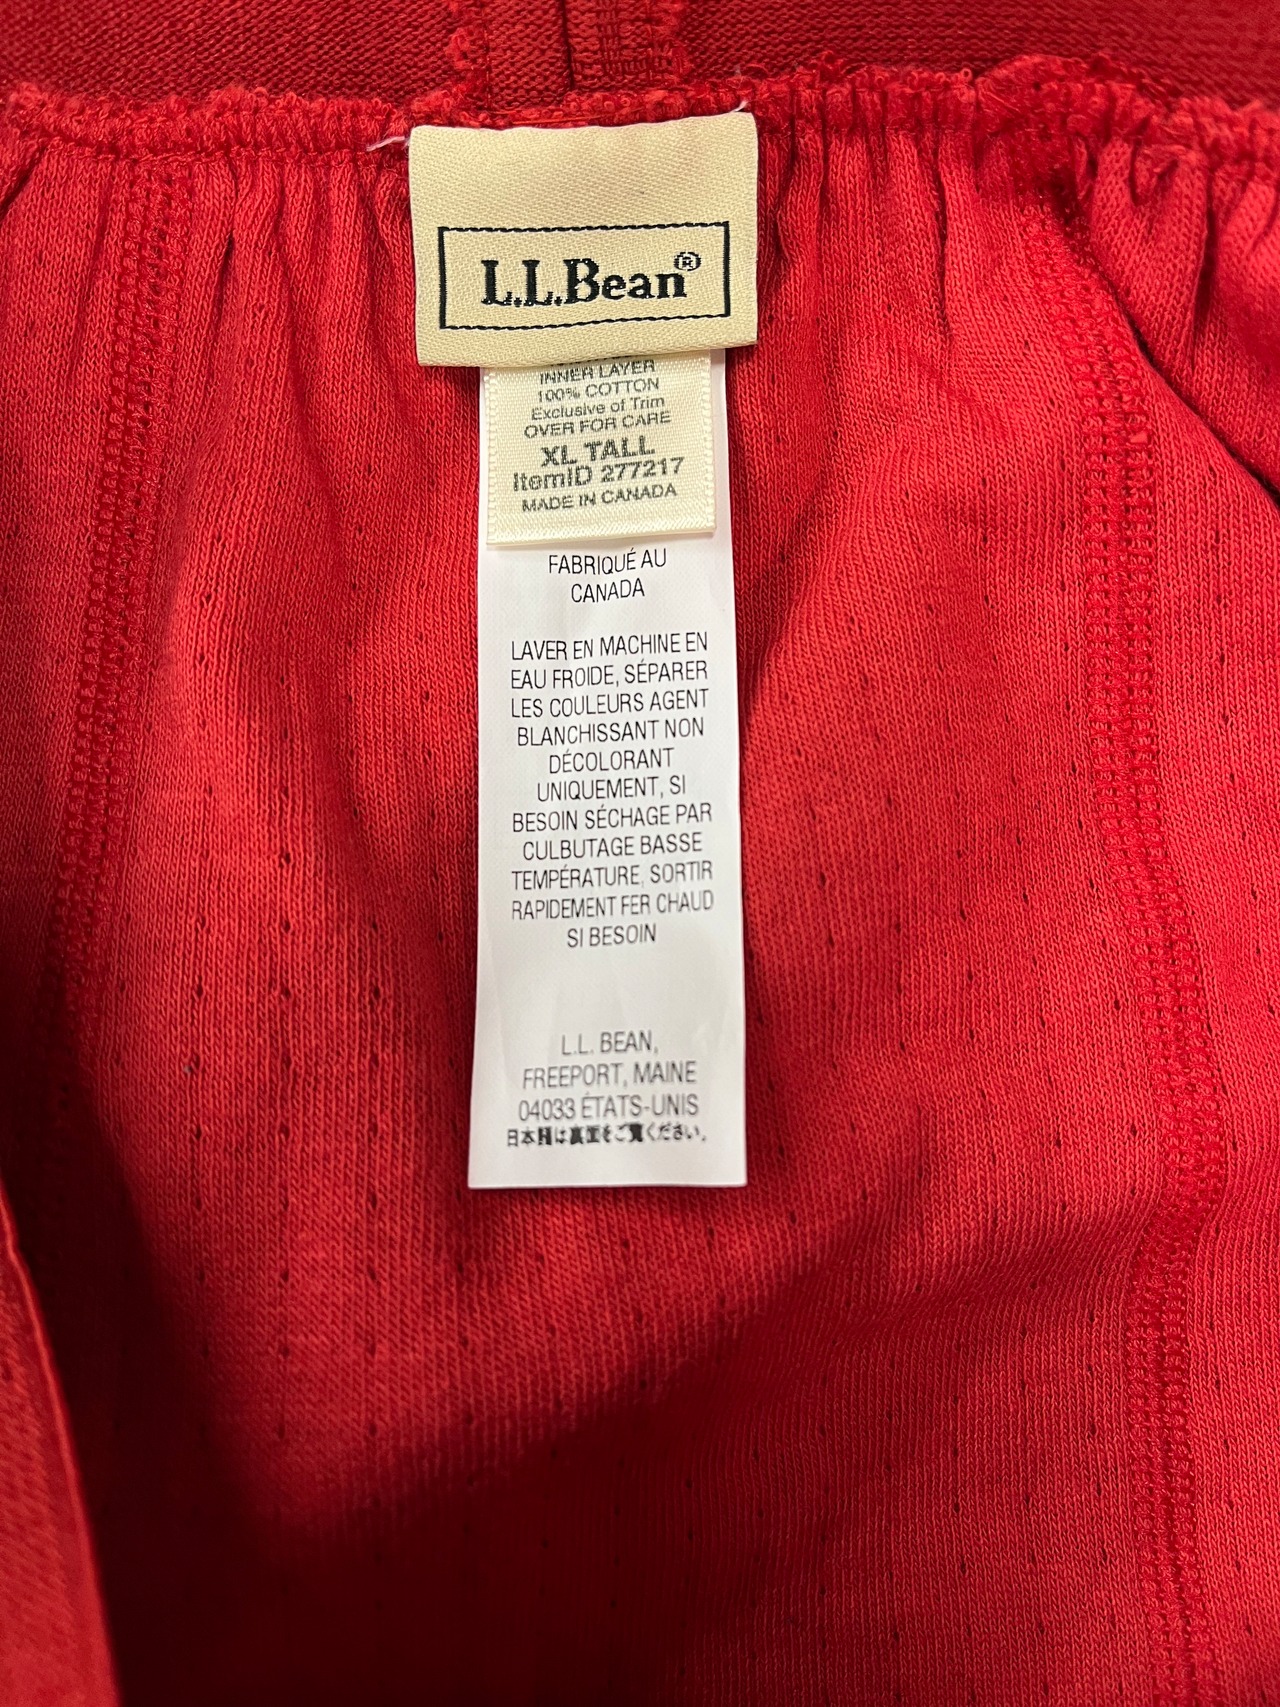 L.L.Bean®
INNER LAYER
100% COTTON
Exclusive of Trim
OVER FOR CARE
XL TALL
ItemID 277217
MADE IN CANADA
FABRIQUÉ AU
CANADA
LAVER EN MACHINE EN
EAU FROIDE, SÉPARER
LES COULEURS AGENT
BLANCHISSANT NON
DÉCOLORANT
UNIQUEMENT, SI
BESOIN SÉCHAGE PAR
CULBUTAGE BASSE
TEMPÉRATURE, SORTIR
RAPIDEMENT FER CHAUD
SI BESOIN
L.L. BEAN,
FREEPORT, MAINE
04033 ÉTATS-UNIS
日本語は裏面をご覧ください。